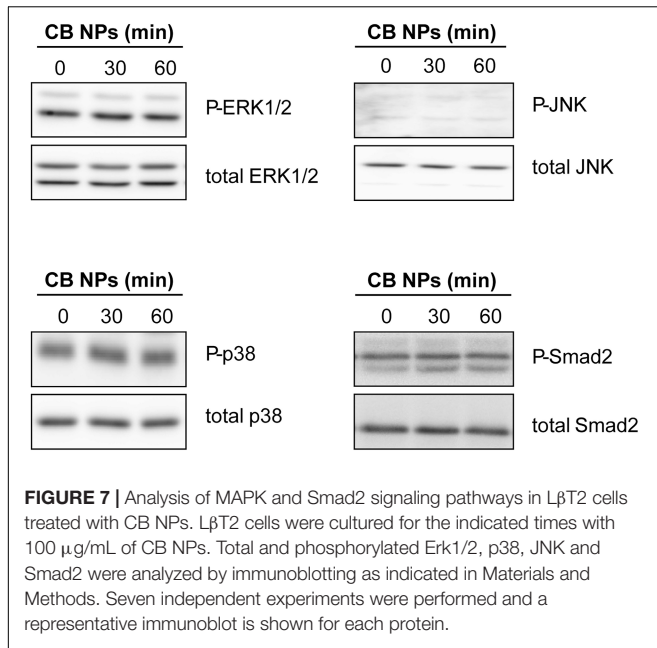 CB NPs (min)
0 30 60
P-ERK1/2
total ERK1/2
CB NPs (min)
0 30 60
P-JNK
total JNK
CB NPs (min)
0 30 60
P-p38
total p38
CB NPs (min)
0 30 60
P-Smad2
total Smad2
FIGURE 7 | Analysis of MAPK and Smad2 signaling pathways in LβT2 cells
treated with CB NPs. LβT2 cells were cultured for the indicated times with
100 μg/mL of CB NPs. Total and phosphorylated Erk1/2, p38, JNK and
Smad2 were analyzed by immunoblotting as indicated in Materials and
Methods. Seven independent experiments were performed and a
representative immunoblot is shown for each protein.